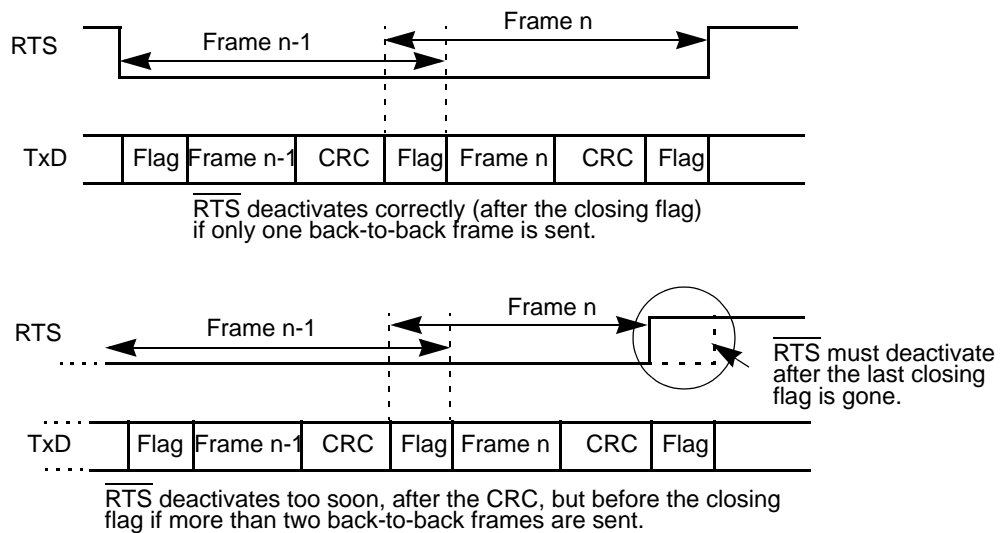 Frame n
RTS
Frame n-1
TxD
Flag Frame n-1 CRC Flag Frame n CRC Flag
RTS deactivates correctly (after the closing flag)
if only one back-to-back frame is sent.
Frame n
RTS
Frame n-1
RTS must deactivate
after the last closing
flag is gone.
TxD
Flag Frame n-1 CRC Flag Frame n CRC Flag
RTS deactivates too soon, after the CRC, but before the closing
flag if more than two back-to-back frames are sent.